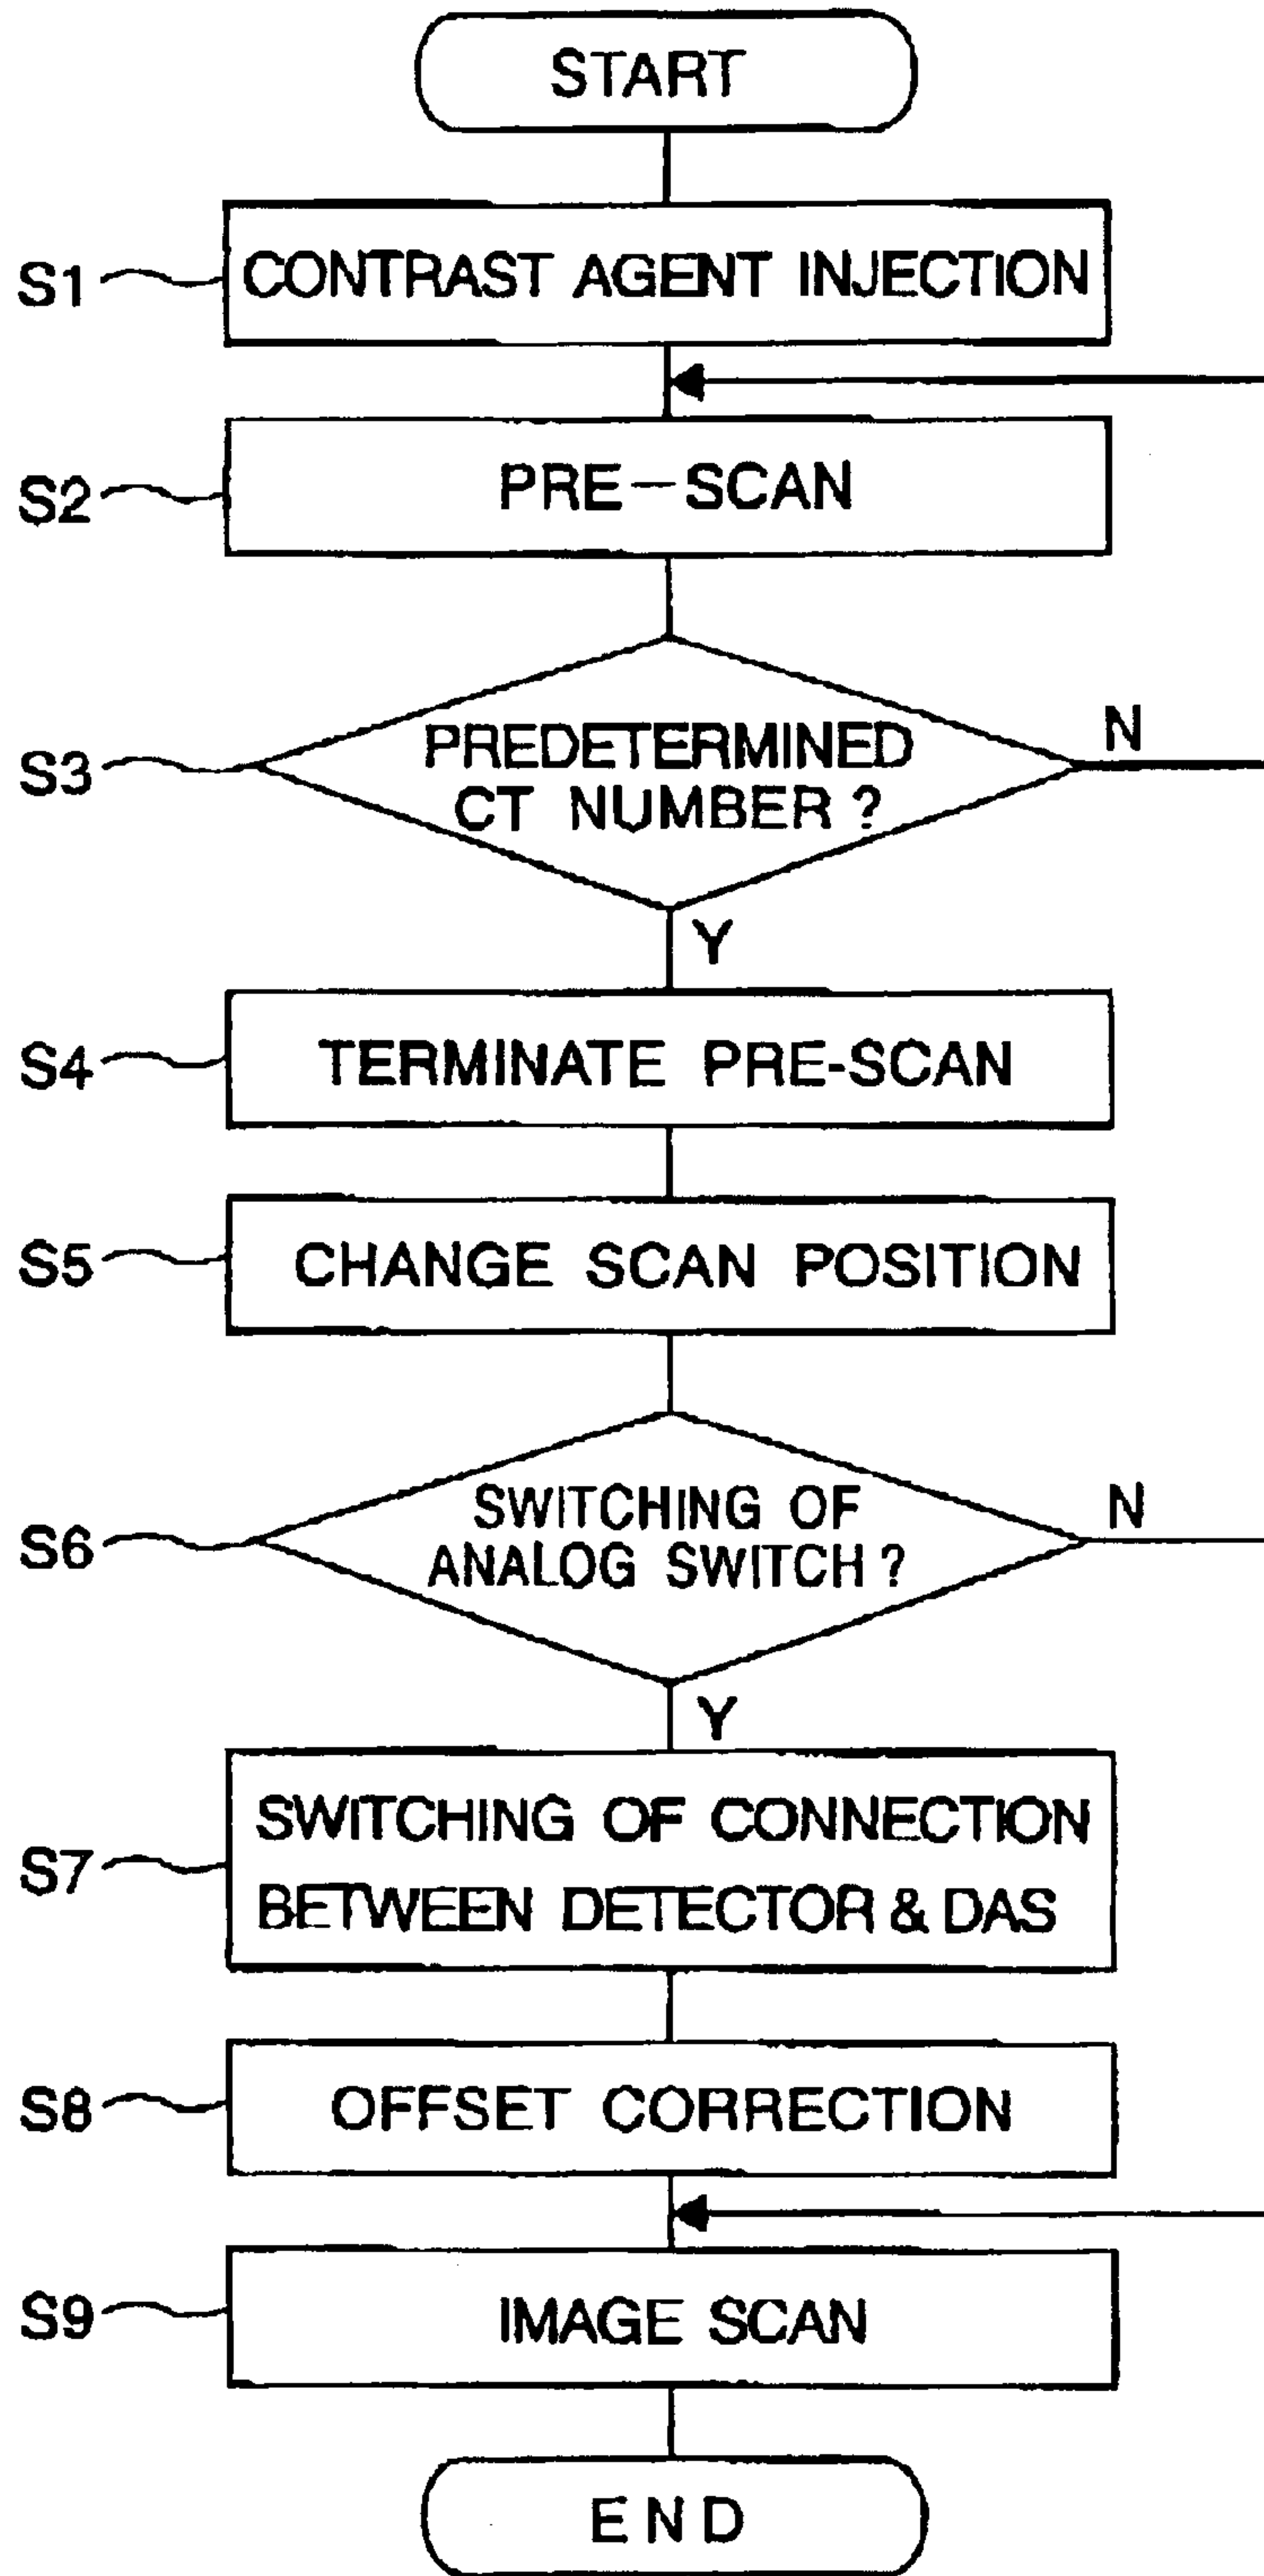 START
S1
CONTRAST AGENT INJECTION
S2
PRE-SCAN
S3
PREDETERMINED
CT NUMBER ?
N
Y
S4
TERMINATE PRE-SCAN
S5
CHANGE SCAN POSITION
S6
SWITCHING OF
ANALOG SWITCH ?
N
Y
S7
SWITCHING OF CONNECTION
BETWEEN DETECTOR & DAS
S8
OFFSET CORRECTION
S9
IMAGE SCAN
END